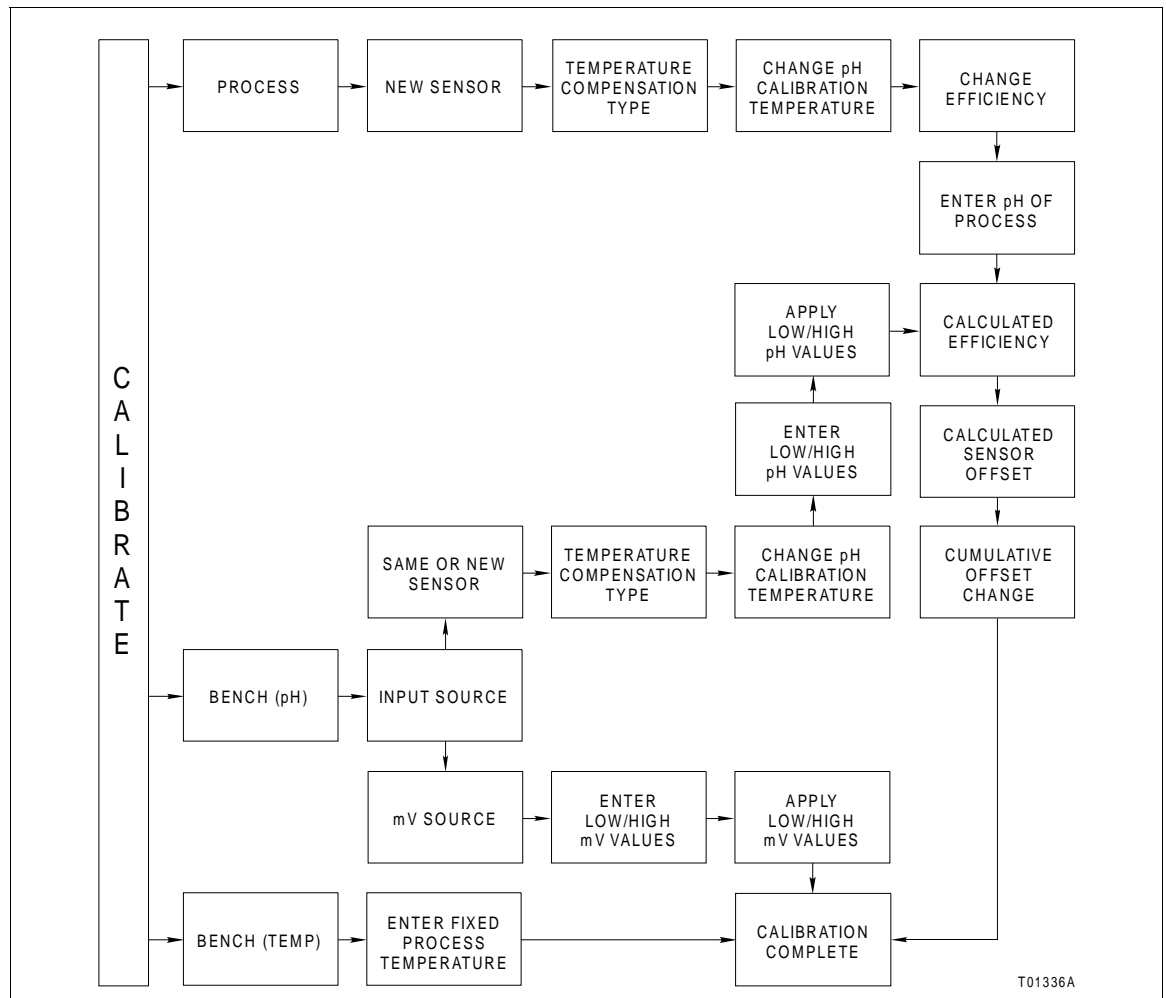 CALIBRATE
PROCESS
NEW SENSOR
TEMPERATURE
COMPENSATION
TYPE
CHANGE pH
CALIBRATION
TEMPERATURE
CHANGE
EFFICIENCY
ENTER pH OF
PROCESS
APPLY
LOW/HIGH
pH VALUES
CALCULATED
EFFICIENCY
ENTER
LOW/HIGH
pH VALUES
CALCULATED
SENSOR
OFFSET
SAME OR NEW
SENSOR
TEMPERATURE
COMPENSATION
TYPE
CHANGE pH
CALIBRATION
TEMPERATURE
CUMULATIVE
OFFSET
CHANGE
BENCH (pH)
INPUT SOURCE
mV SOURCE
ENTER
LOW/HIGH
mV VALUES
APPLY
LOW/HIGH
mV VALUES
BENCH (TEMP)
ENTER FIXED
PROCESS
TEMPERATURE
CALIBRATION
COMPLETE
T01336A